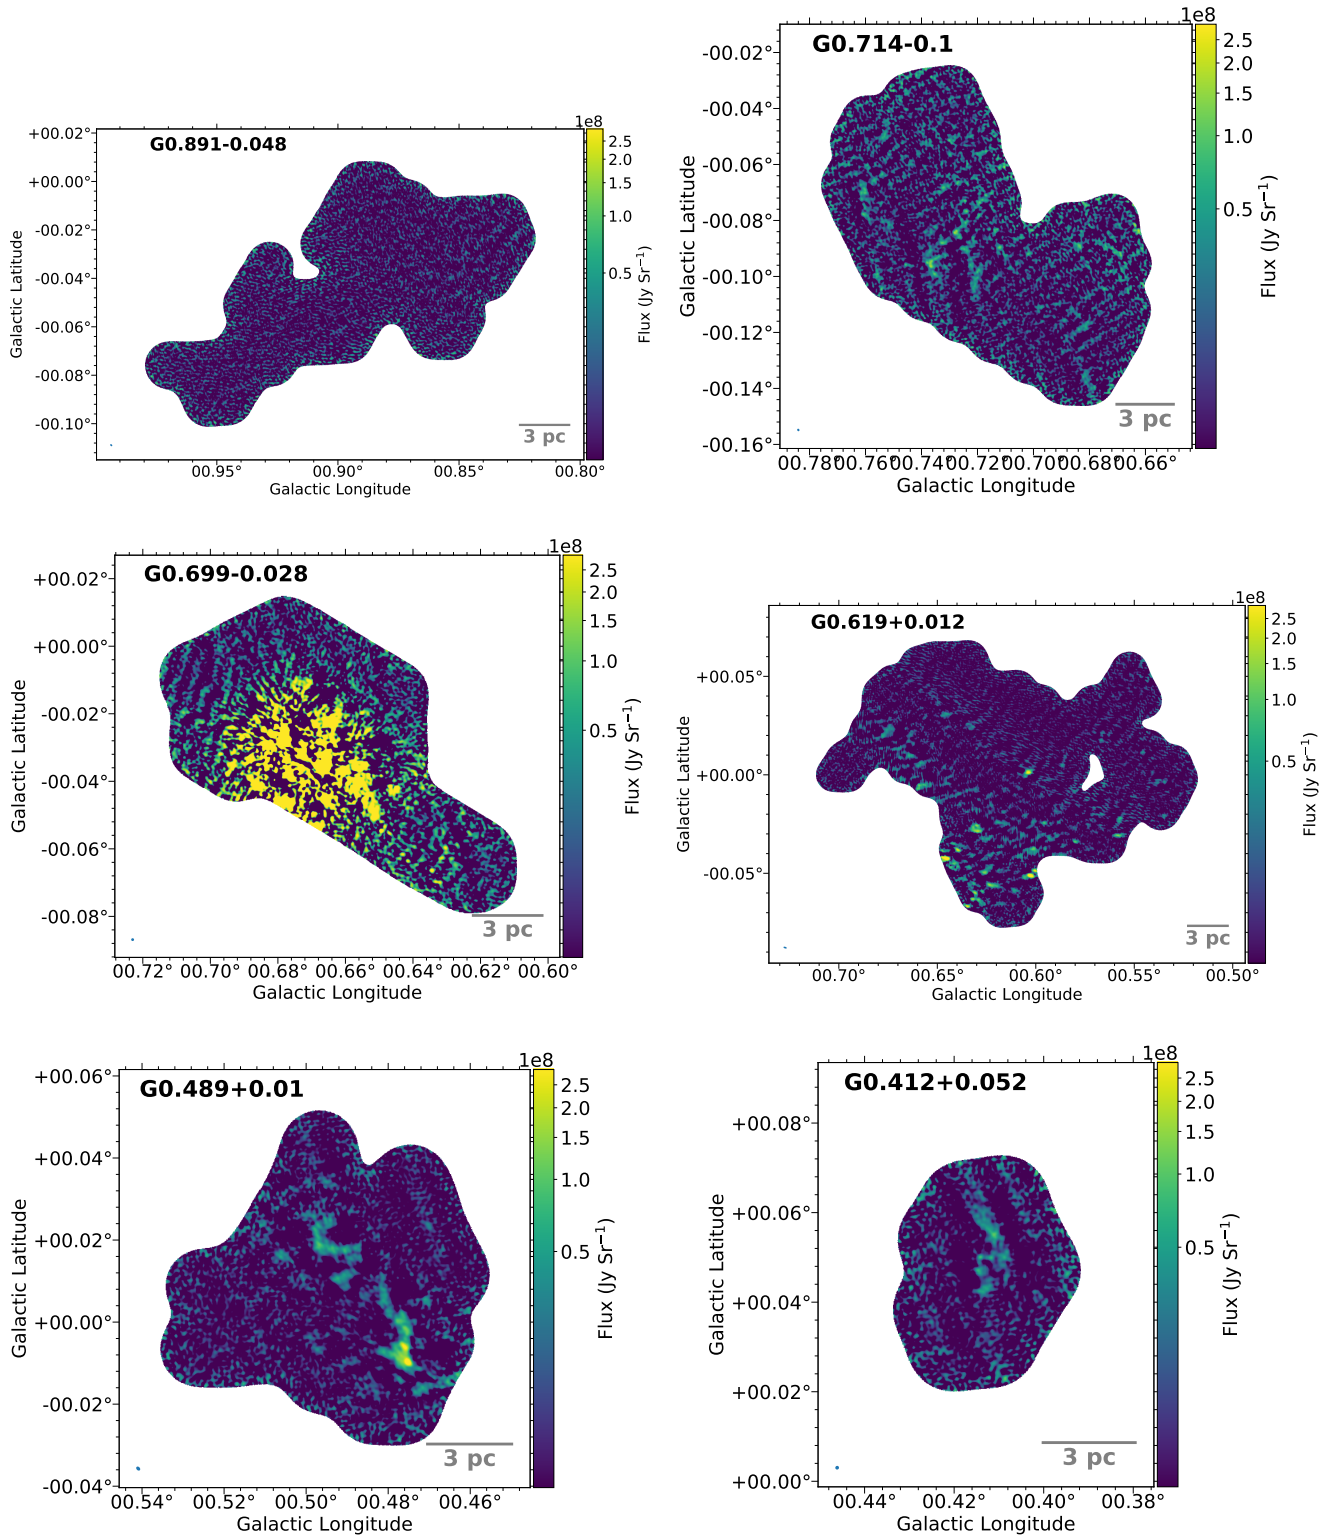 1e8
G0.891-0.048
+00.02°
+00.00°
-00.02°
-00.04°
-00.06°
-00.08°
-00.10°
Galactic Latitude
00.95°
00.90°
00.85°
00.80°
Galactic Longitude
3 pc
2.5
2.0
1.5
1.0
0.5
Flux (Jy Sr⁻¹)
1e8
G0.714-0.1
-00.02°
-00.04°
-00.06°
-00.08°
-00.10°
-00.12°
-00.14°
-00.16°
Galactic Latitude
00.78°
00.76°
00.74°
00.72°
00.70°
00.68°
00.66°
Galactic Longitude
3 pc
2.5
2.0
1.5
1.0
0.5
Flux (Jy Sr⁻¹)
1e8
G0.699-0.028
+00.02°
+00.00°
-00.02°
-00.04°
-00.06°
-00.08°
Galactic Latitude
00.72°
00.70°
00.68°
00.66°
00.64°
00.62°
00.60°
Galactic Longitude
3 pc
2.5
2.0
1.5
1.0
0.5
Flux (Jy Sr⁻¹)
1e8
G0.619+0.012
+00.05°
+00.00°
-00.05°
Galactic Latitude
00.70°
00.65°
00.60°
00.55°
00.50°
Galactic Longitude
3 pc
2.5
2.0
1.5
1.0
0.5
Flux (Jy Sr⁻¹)
1e8
G0.489+0.01
+00.06°
+00.04°
+00.02°
+00.00°
-00.02°
-00.04°
Galactic Latitude
00.54°
00.52°
00.50°
00.48°
00.46°
Galactic Longitude
3 pc
2.5
2.0
1.5
1.0
0.5
Flux (Jy Sr⁻¹)
1e8
G0.412+0.052
+00.08°
+00.06°
+00.04°
+00.02°
+00.00°
Galactic Latitude
00.44°
00.42°
00.40°
00.38°
Galactic Longitude
3 pc
2.5
2.0
1.5
1.0
0.5
Flux (Jy Sr⁻¹)